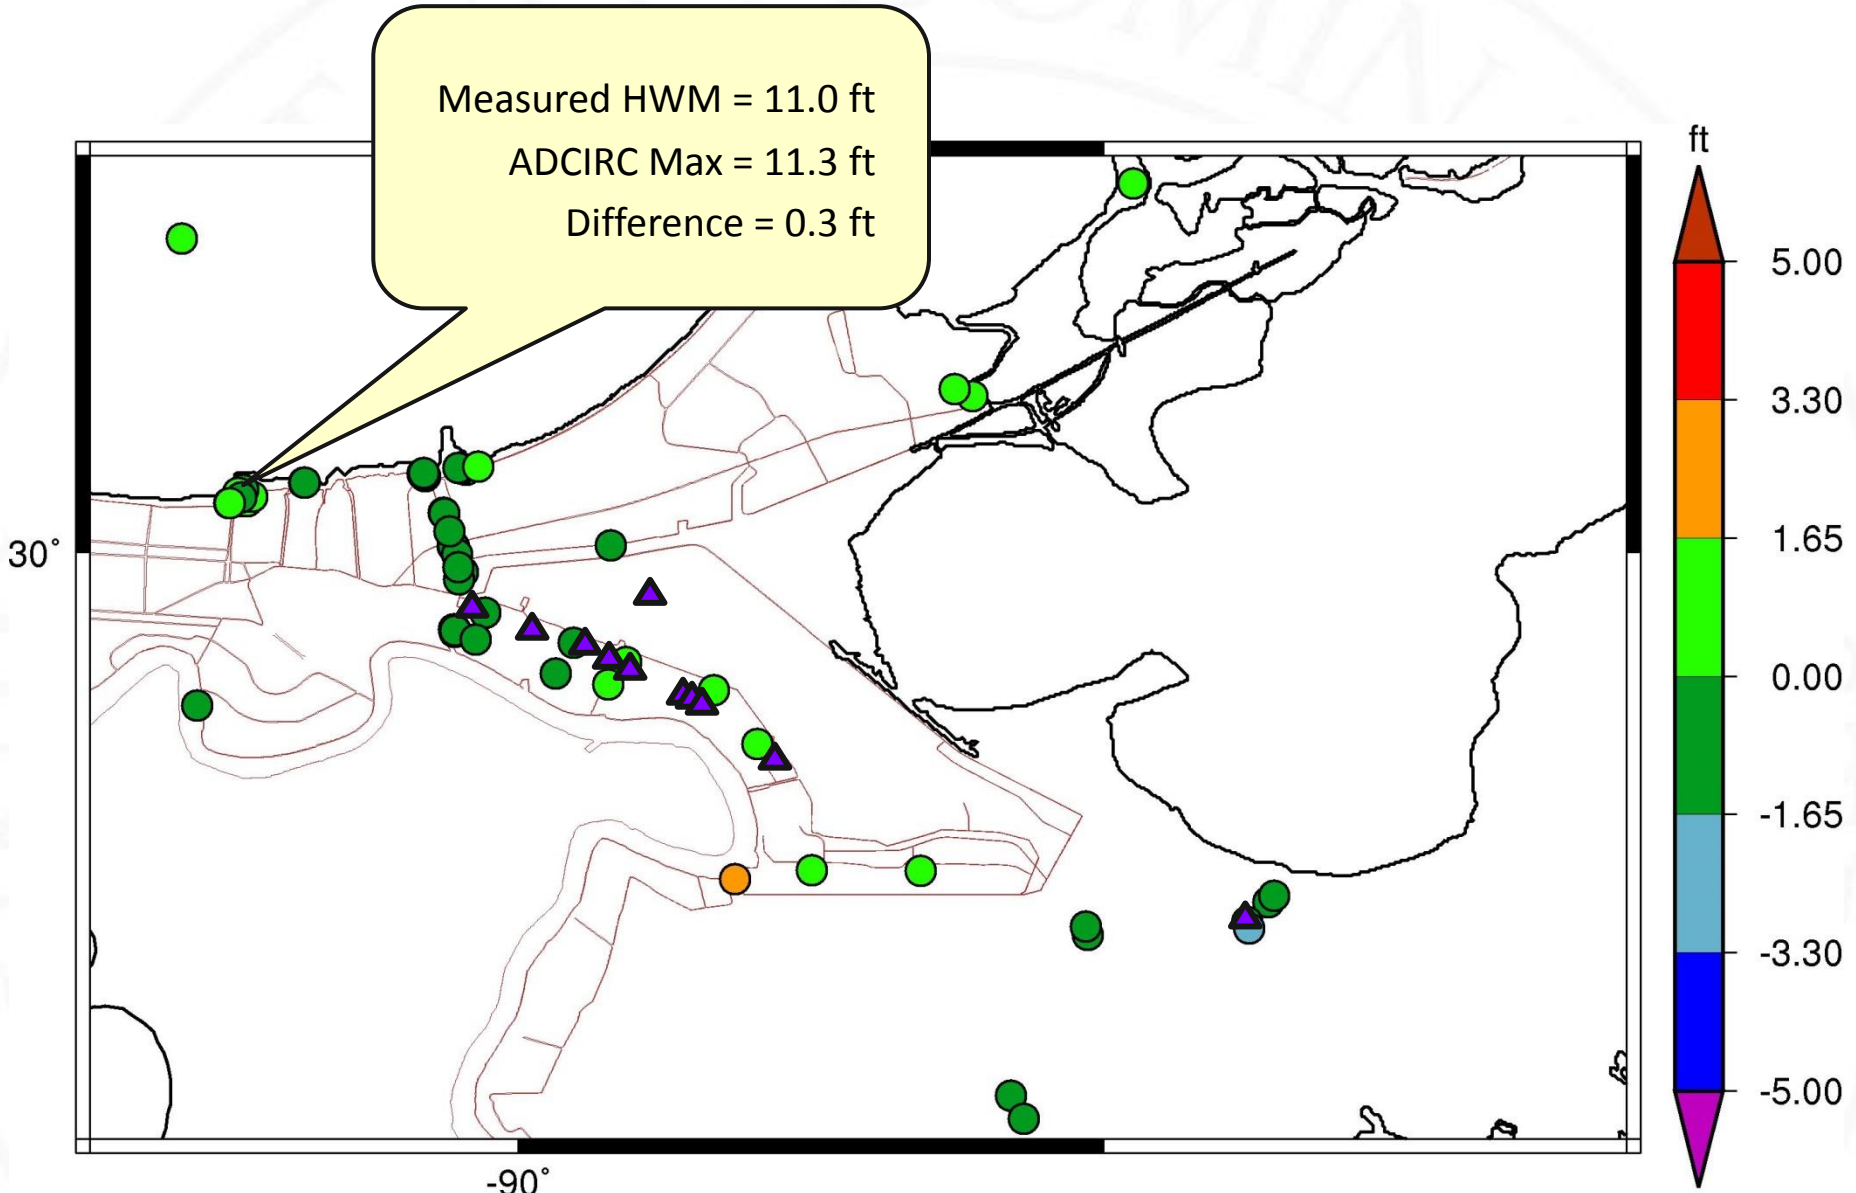 Measured HWM = 11.0 ft
ADCIRC Max = 11.3 ft
Difference = 0.3 ft
ft
5.00
3.30
1.65
0.00
-1.65
-3.30
-5.00
30°
-90°